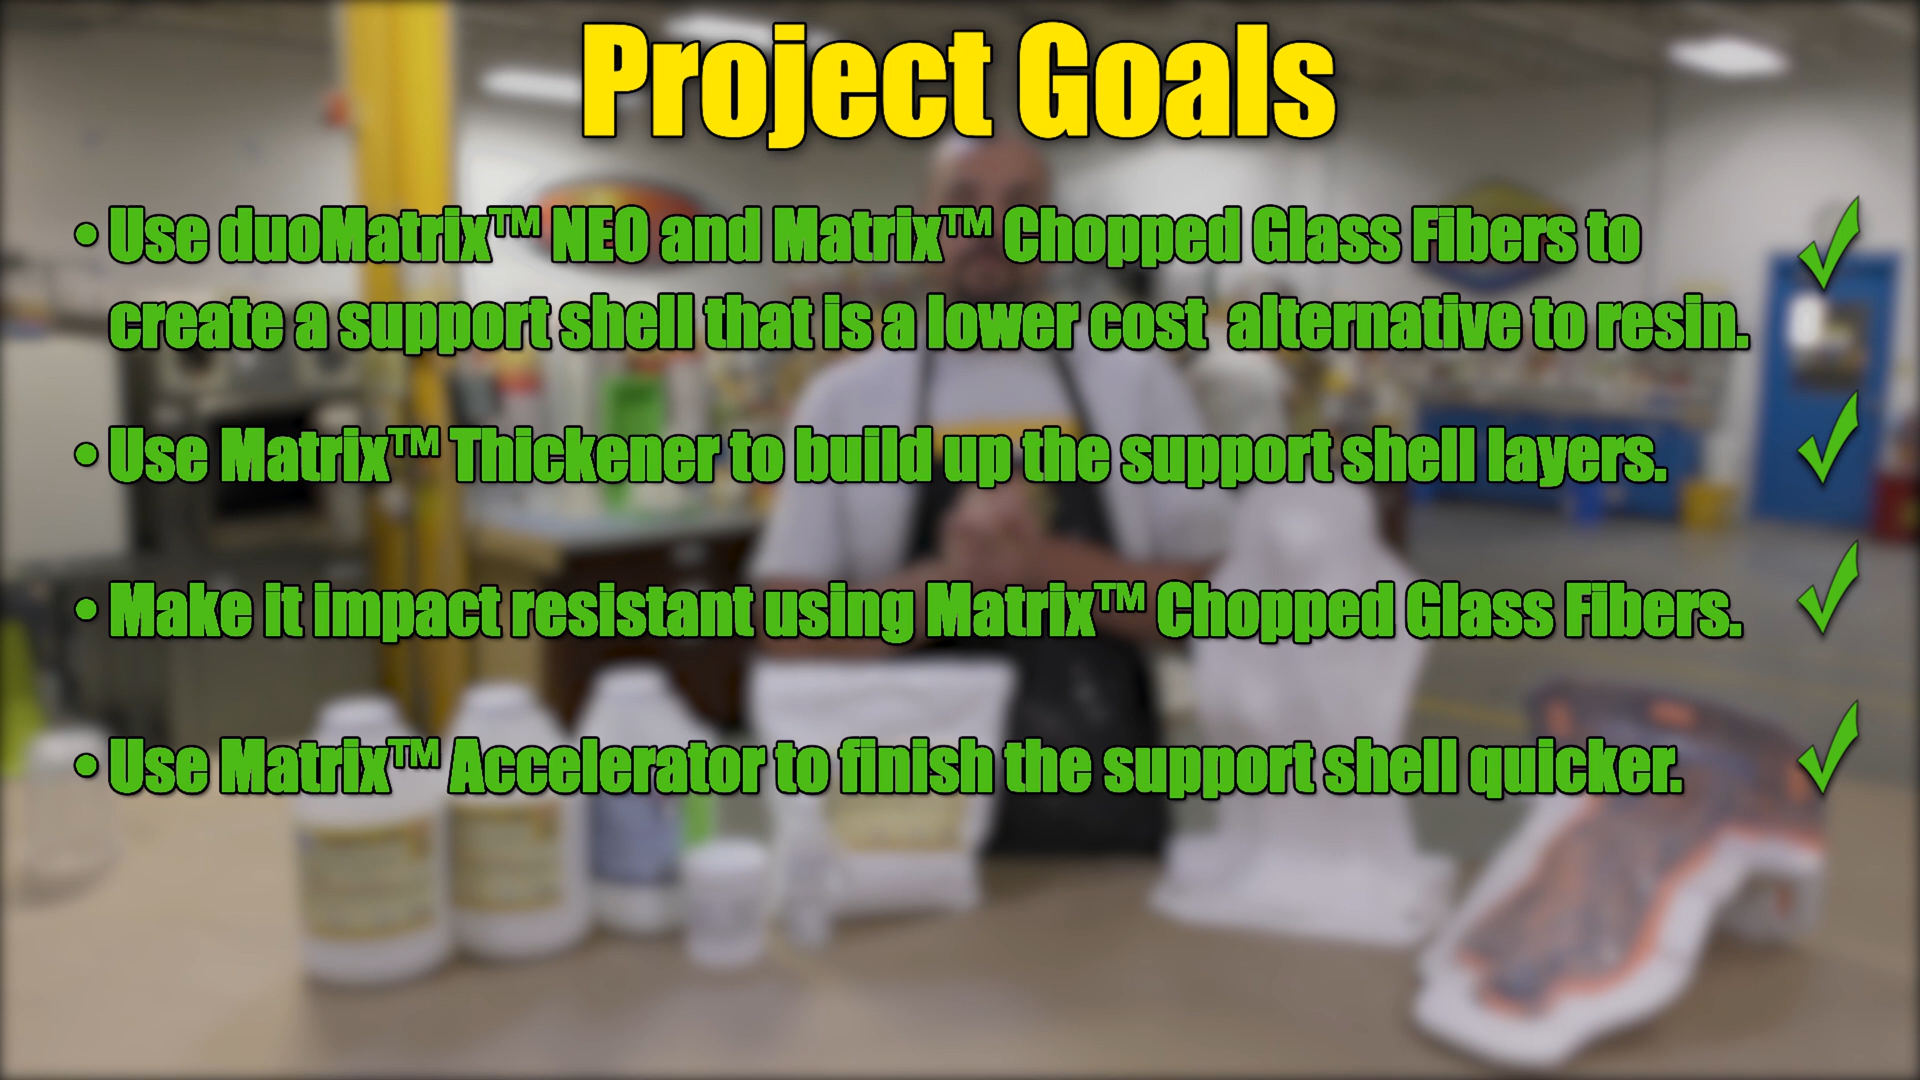 Project Goals
• Use duoMatrix™ NEO and Matrix™ Chopped Glass Fibers to
create a support shell that is a lower cost alternative to resin.
• Use Matrix™ Thickener to build up the support shell layers.
• Make it impact resistant using Matrix™ Chopped Glass Fibers.
• Use Matrix™ Accelerator to finish the support shell quicker.